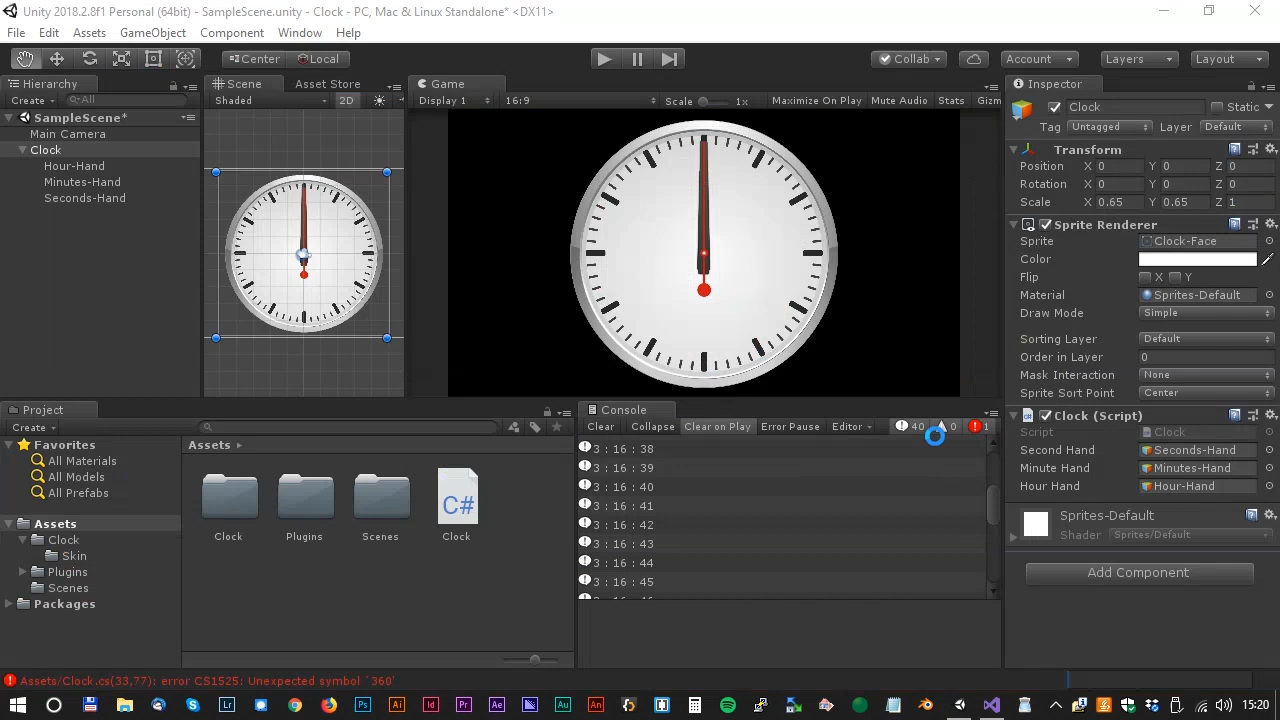 Unity 2018.2.8f1 Personal (64bit) - SampleScene.unity - Clock - PC, Mac & Linux Standalone* <DX11>
File Edit Assets GameObject Component Window Help
Center Local Collab Account Layers Layout
Hierarchy
Create All
SampleScene*
Main Camera
Clock
Hour-Hand
Minutes-Hand
Seconds-Hand
Scene Asset Store
Shaded 2D
Game
Display 1 16:9 Scale 1x Maximize On Play Mute Audio Stats Gizm
Inspector
Clock Static
Tag Untagged Layer Default
Transform
Position X 0 Y 0 Z 0
Rotation X 0 Y 0 Z 0
Scale X 0.65 Y 0.65 Z 1
Sprite Renderer
Sprite Clock-Face
Color
Flip X Y
Material Sprites-Default
Draw Mode Simple
Sorting Layer Default
Order in Layer 0
Mask Interaction None
Sprite Sort Point Center
Clock (Script)
Script Clock
Second Hand Seconds-Hand
Minute Hand Minutes-Hand
Hour Hand Hour-Hand
Sprites-Default
Shader Sprites/Default
Add Component
Project
Create
Favorites
All Materials
All Models
All Prefabs
Assets
Clock
Skin
Plugins
Scenes
Packages
Assets
C#
Clock Plugins Scenes Clock
Console
Clear Collapse Clear on Play Error Pause Editor 40 0 1
3 : 16 : 38
3 : 16 : 39
3 : 16 : 40
3 : 16 : 41
3 : 16 : 42
3 : 16 : 43
3 : 16 : 44
3 : 16 : 45
Assets/Clock.cs(33,77): error CS1525: Unexpected symbol `360'
Lr Ps Ai Id Pr Ae Au An
15:20